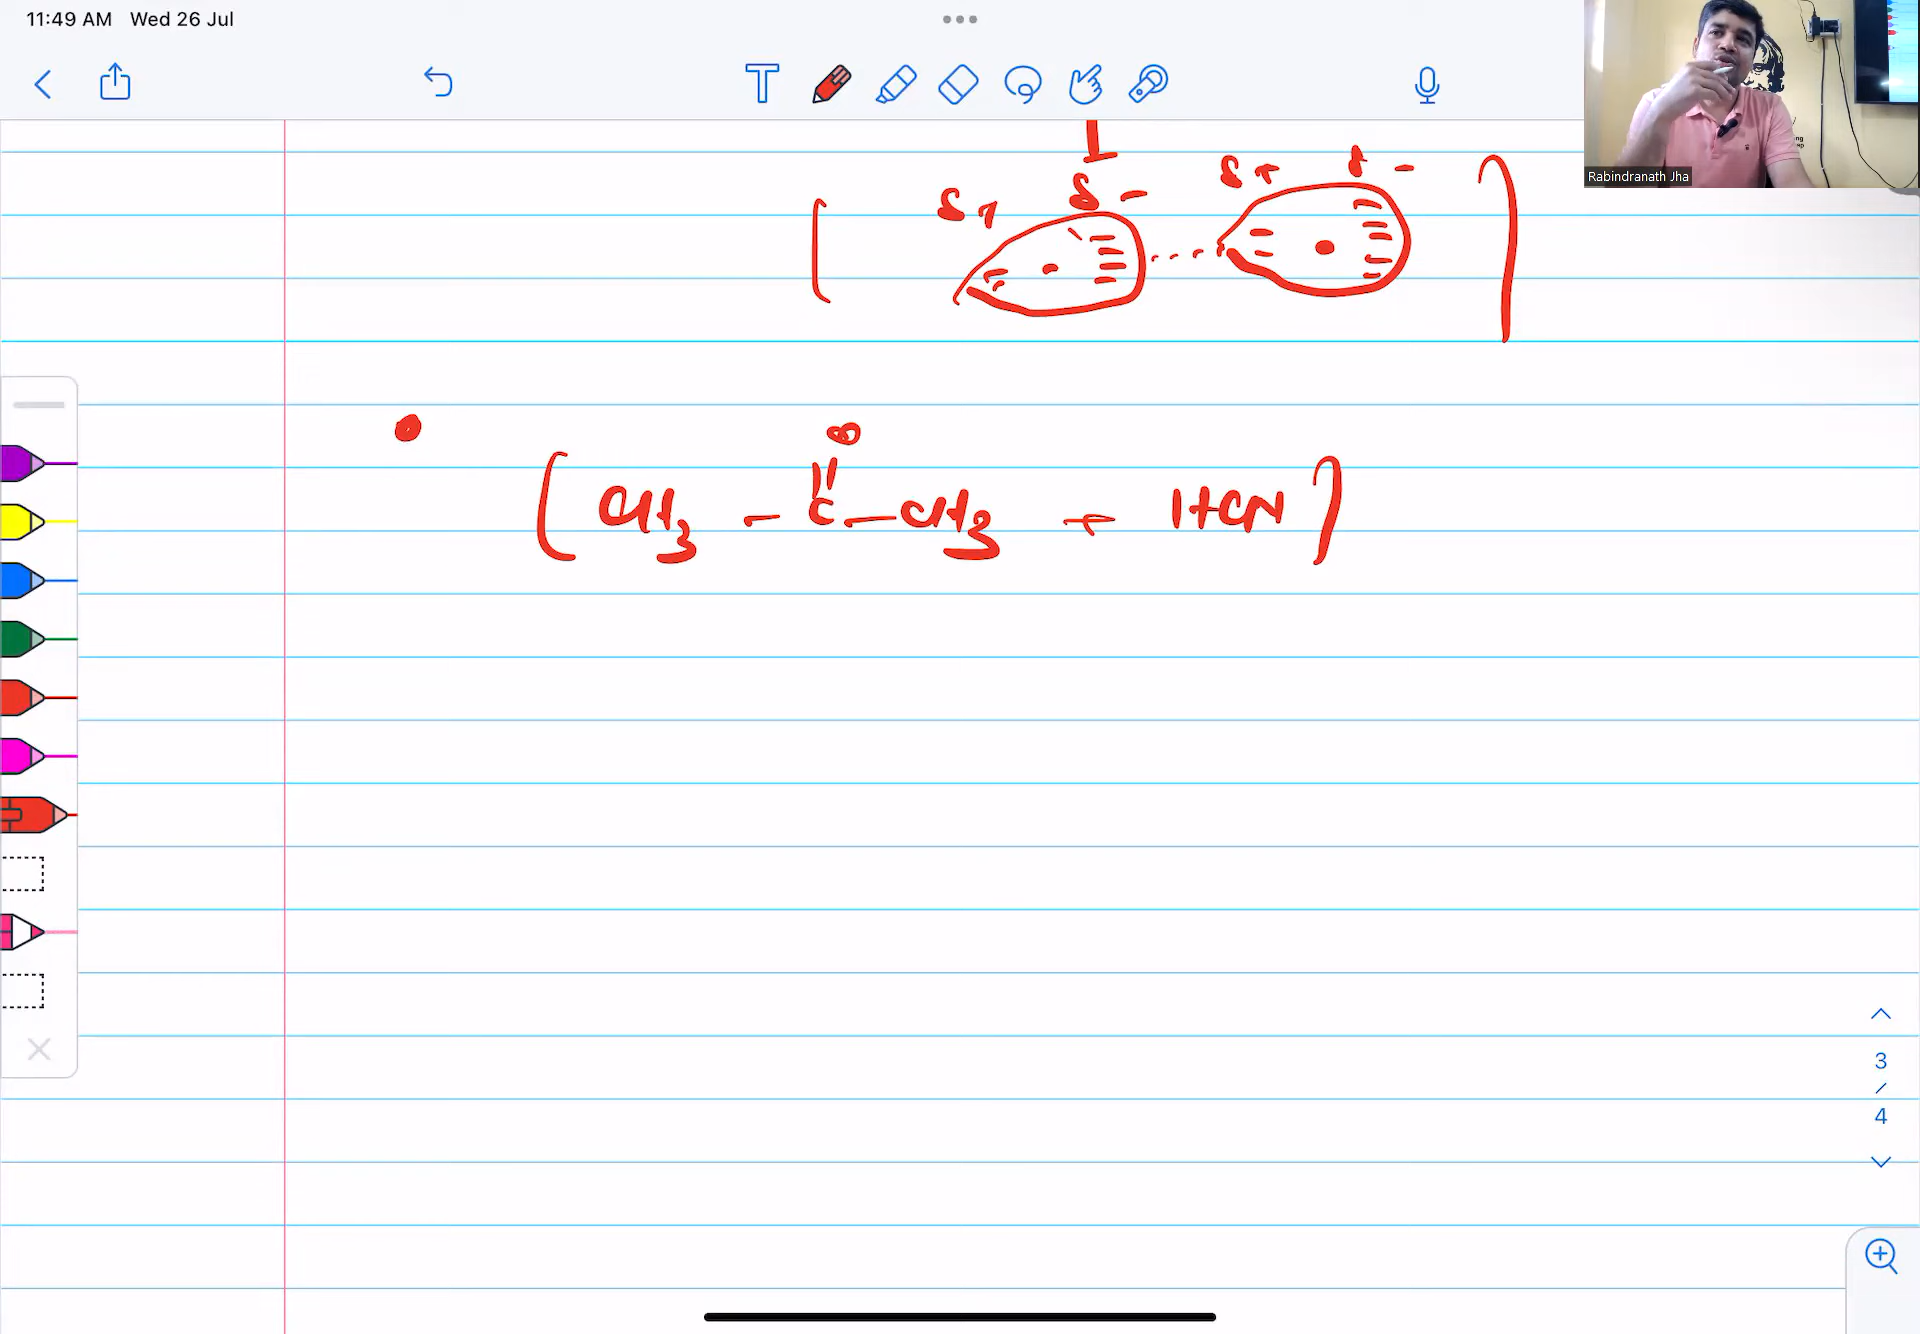 11:49 AM Wed 26 Jul
T
Rabindranath Jha
δ+ δ- δ+ δ-
O
[ CH3 - C - CH3 + HCN ]
3
/
4